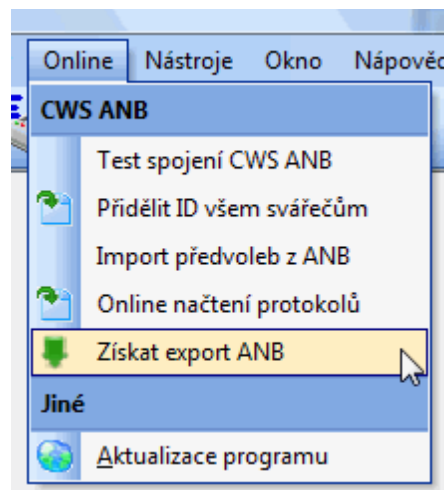 Online Nástroje Okno
CWS ANB
Test spojení CWS ANB
Přidělit ID všem svářečům
Import předvoleb z ANB
Online načtení protokolů
Získat export ANB
Jiné
Aktualizace programu